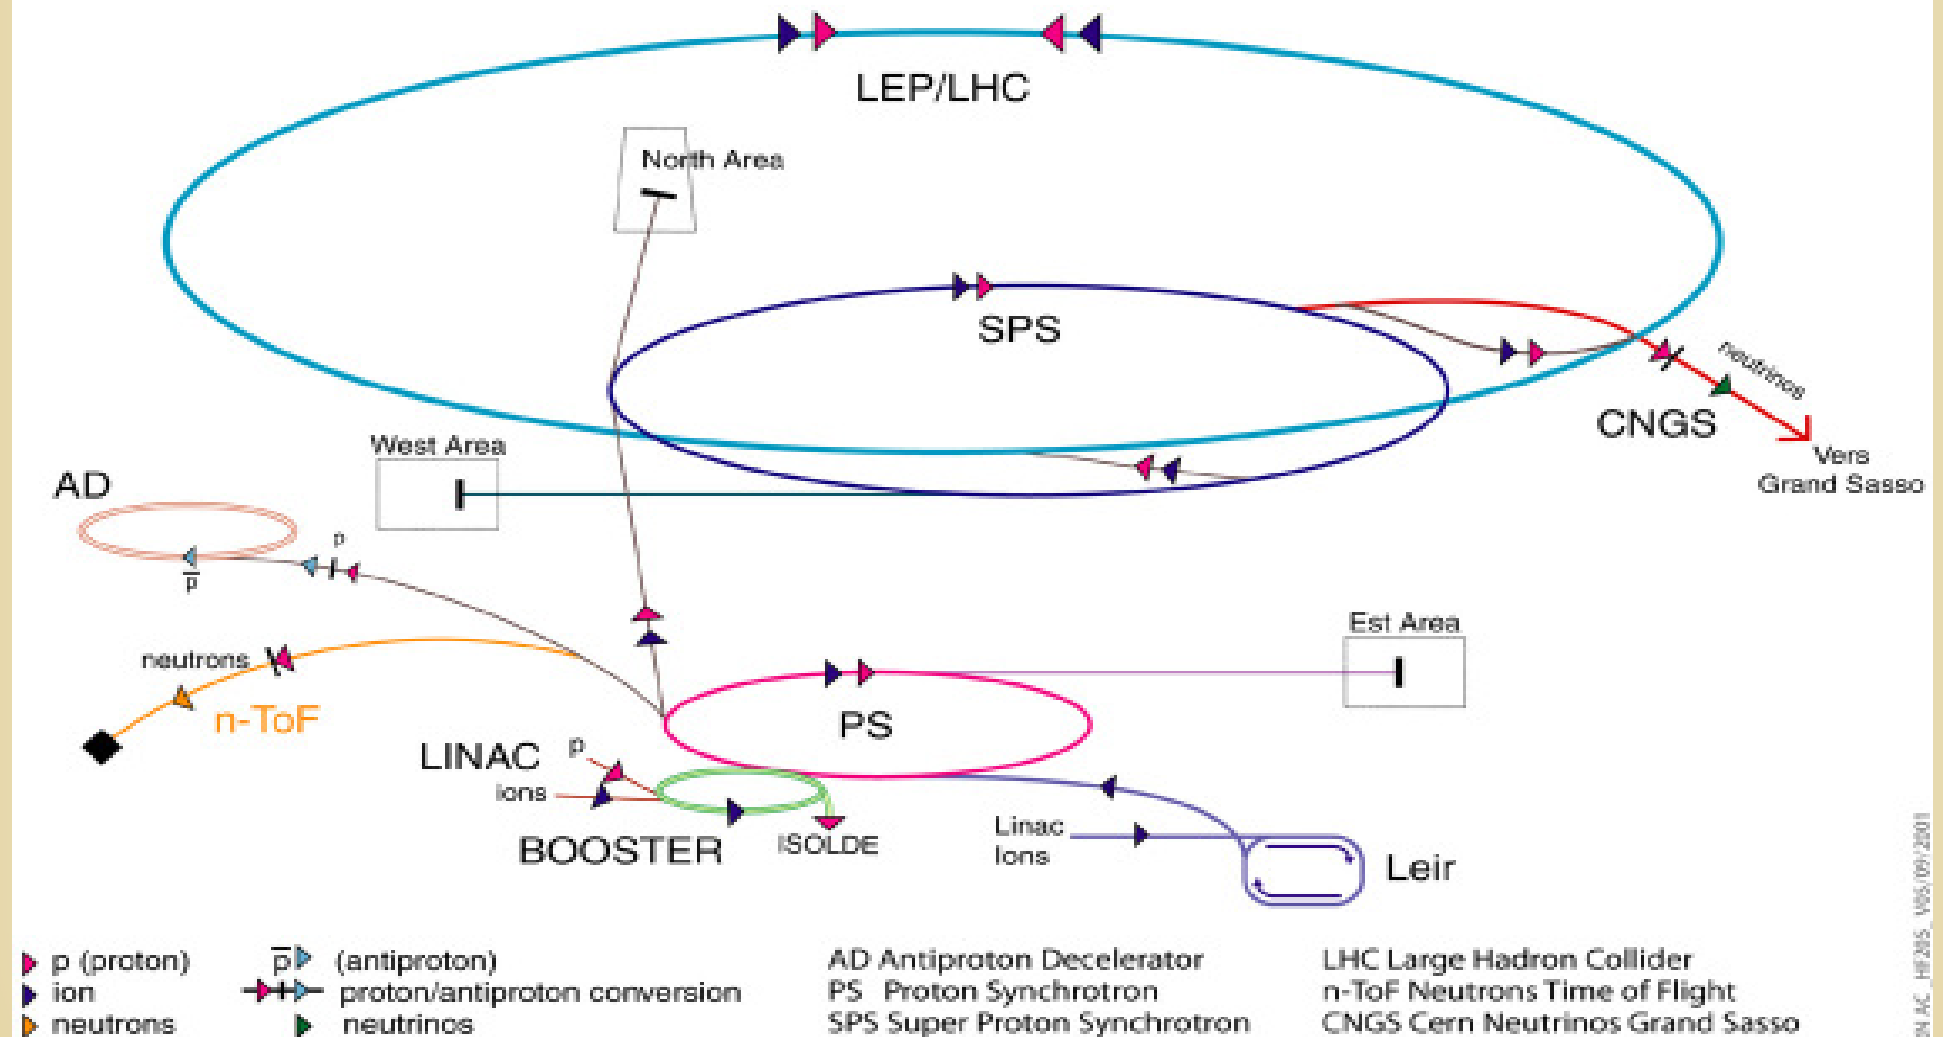 LEP/LHC
North Area
SPS
neutrinos
CNGS
Vers
Grand Sasso
West Area
AD
p
p̅
Est Area
neutrons
n-ToF
PS
LINAC
p
ions
BOOSTER
ISOLDE
Linac
Ions
Leir
p (proton)
ion
neutrons
p̅ (antiproton)
proton/antiproton conversion
neutrinos
AD Antiproton Decelerator
PS Proton Synchrotron
SPS Super Proton Synchrotron
LHC Large Hadron Collider
n-ToF Neutrons Time of Flight
CNGS Cern Neutrinos Grand Sasso